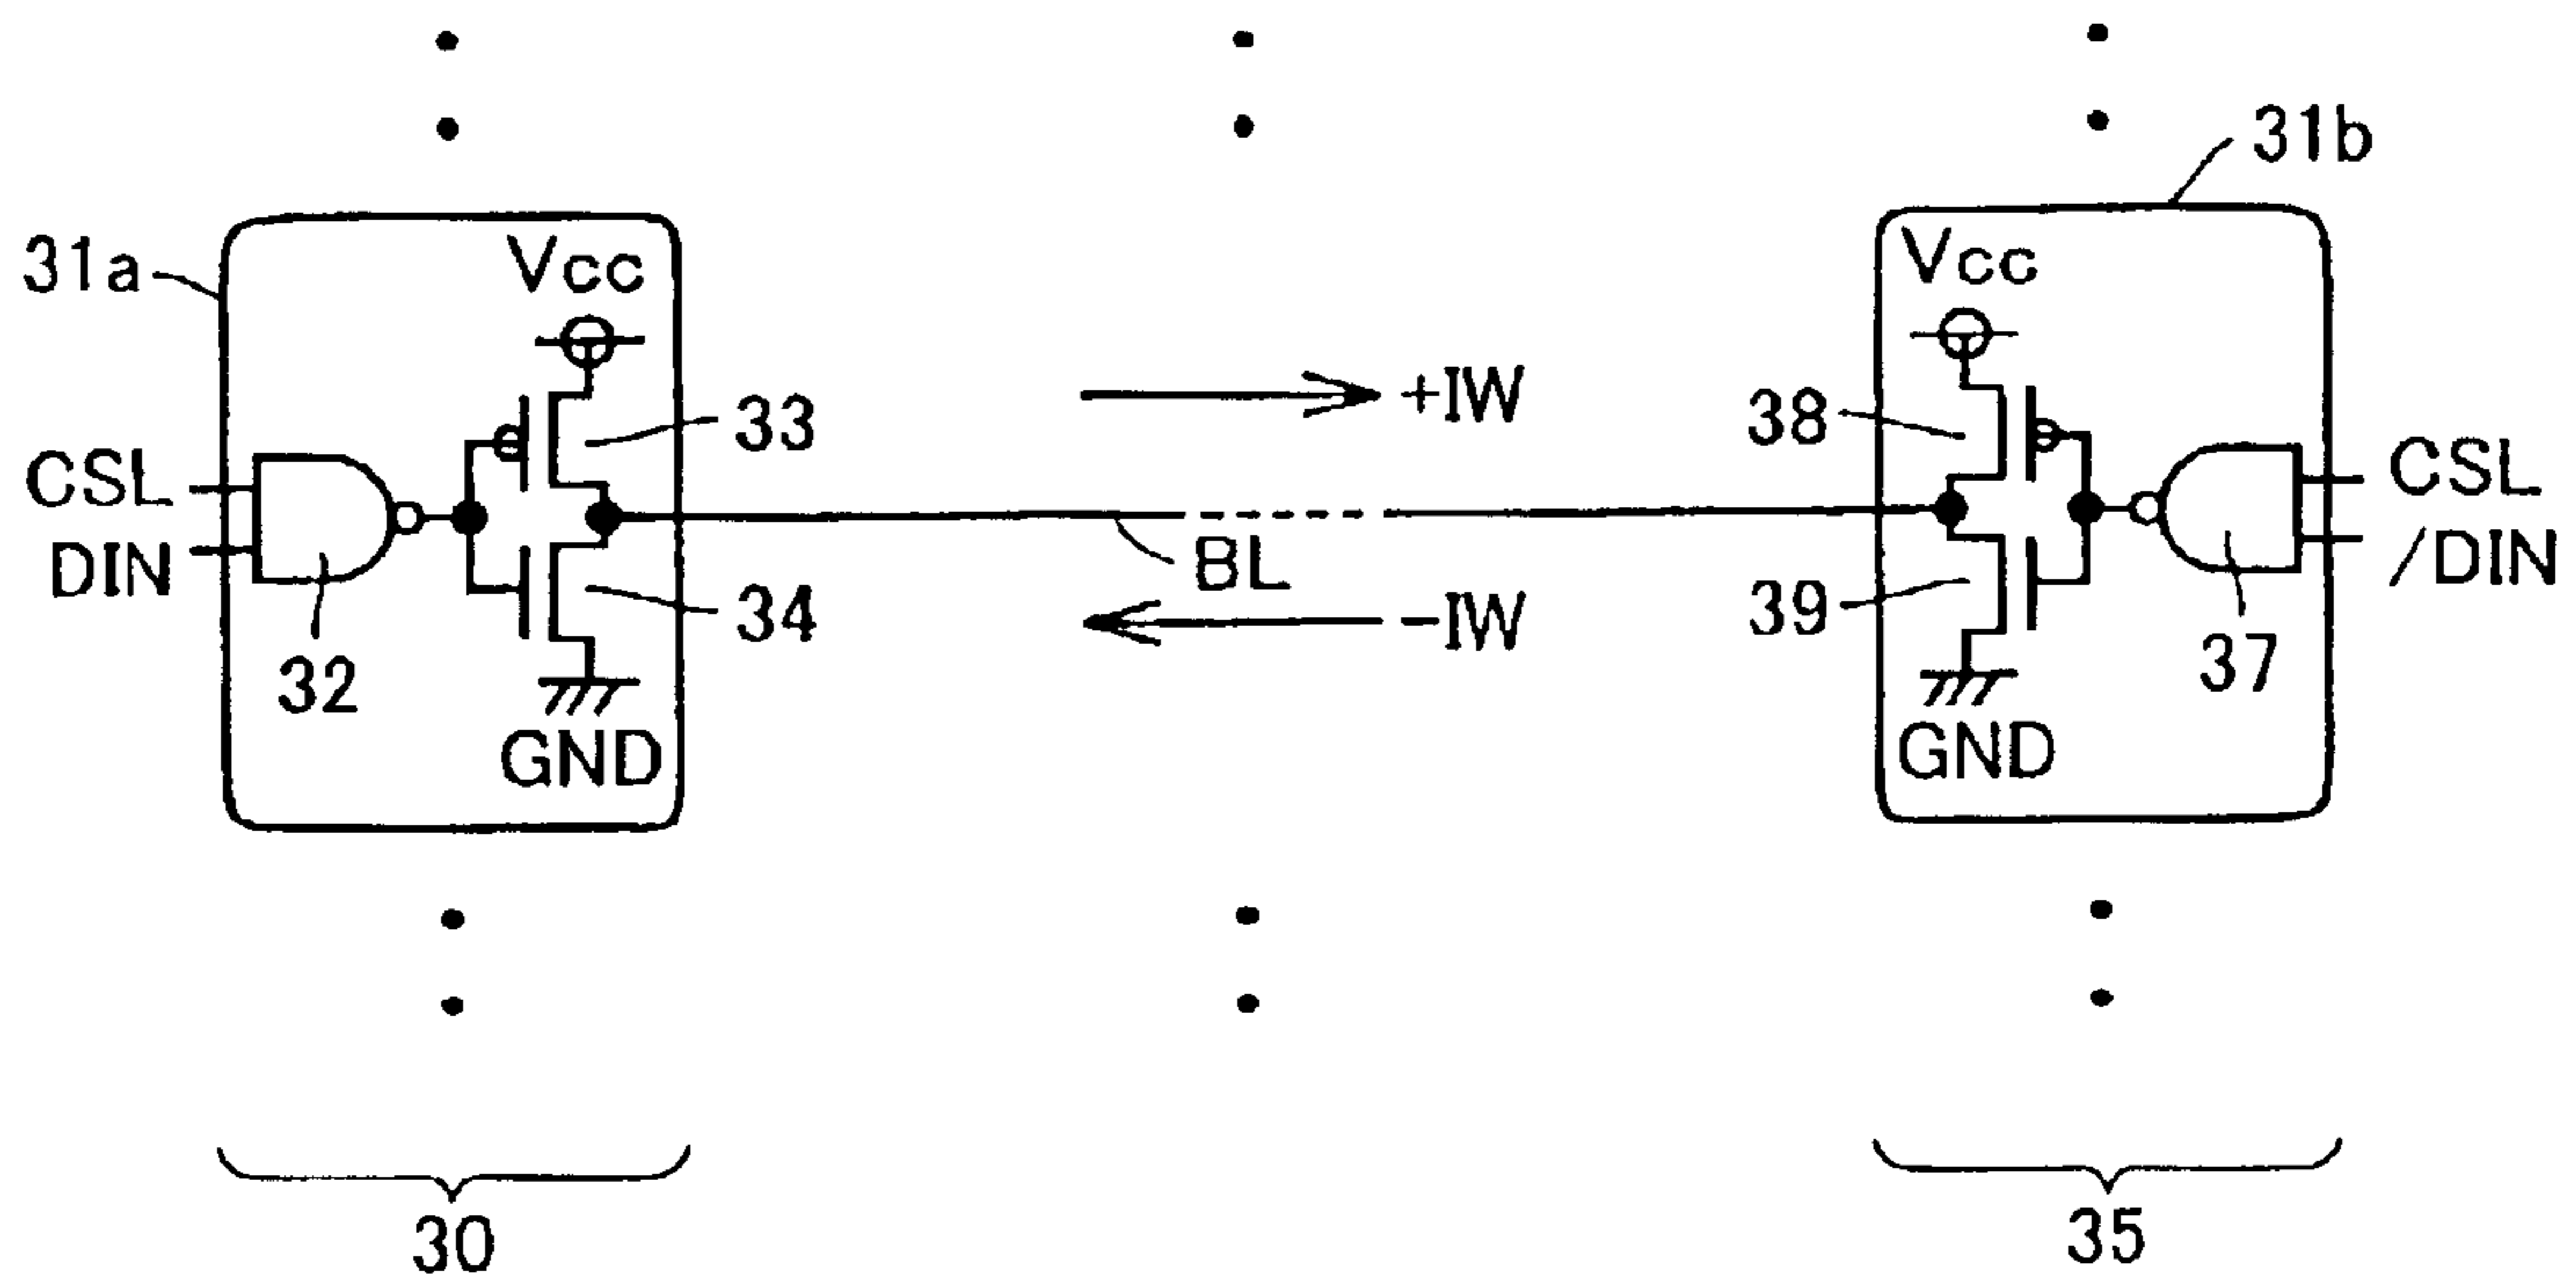 31b
31a
Vcc
Vcc
33
+IW
38
CSL
CSL
DIN
BL
/DIN
34
-IW
39
32
37
GND
GND
30
35